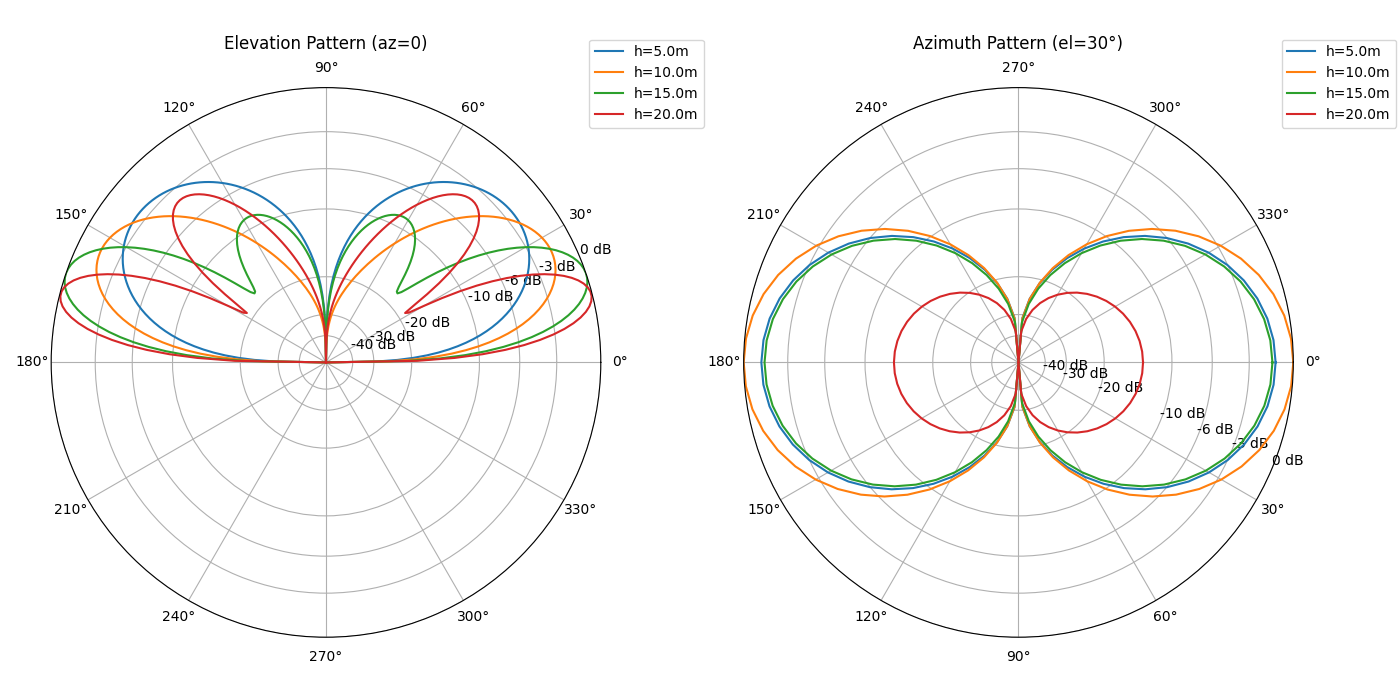 Elevation Pattern (az=0)
90°
120°
60°
150°
30°
180°
0°
210°
330°
240°
300°
270°
0 dB
-3 dB
-6 dB
-10 dB
-20 dB
-30 dB
-40 dB
h=5.0m
h=10.0m
h=15.0m
h=20.0m
Azimuth Pattern (el=30°)
270°
240°
300°
210°
330°
180°
0°
150°
30°
120°
60°
90°
-40 dB
-30 dB
-20 dB
-10 dB
-6 dB
-3 dB
0 dB
h=5.0m
h=10.0m
h=15.0m
h=20.0m